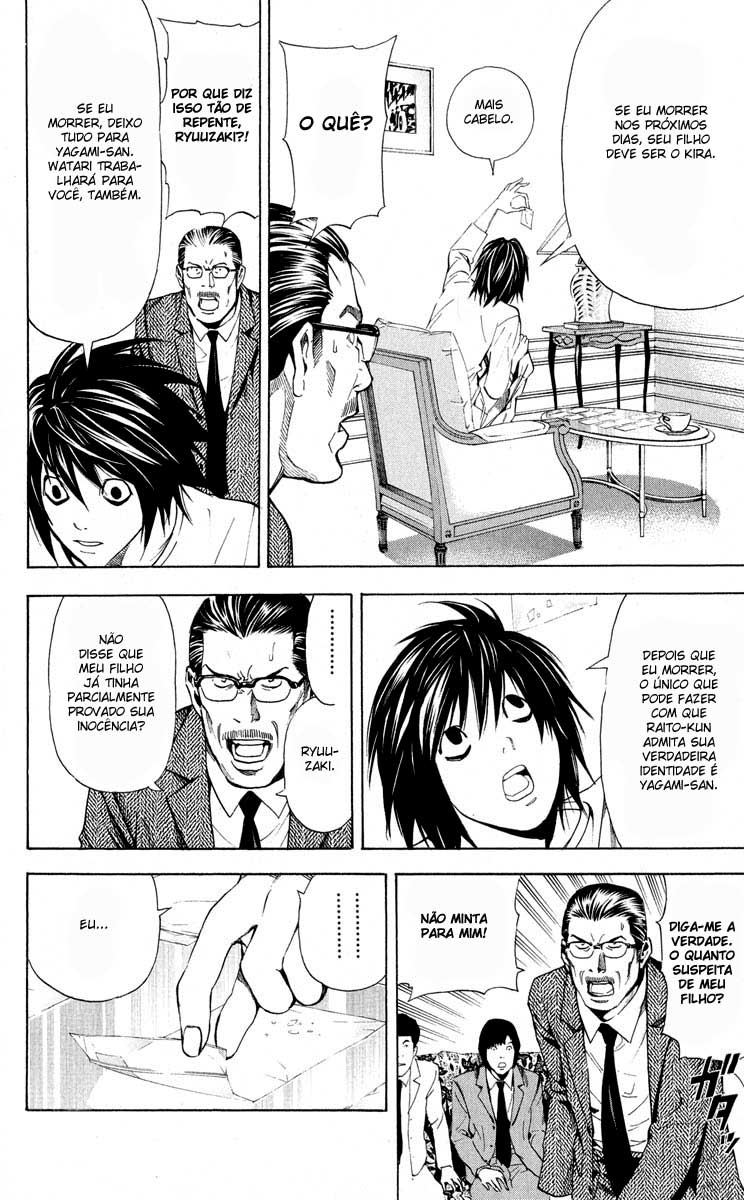 SE EU MORRER
NOS PRÓXIMOS
DIAS, SEU FILHO
DEVE SER O KIRA.
MAIS
CABELO.
O QUÊ?
POR QUE DIZ
ISSO TÃO DE
REPENTE,
RYUUZAKI?!
SE EU
MORRER, DEIXO
TUDO PARA
YAGAMI-SAN.
WATARI TRABA-
LHARÁ PARA
VOCÊ, TAMBÉM.
DEPOIS QUE
EU MORRER,
O ÚNICO QUE
PODE FAZER
COM QUE
RAITO-KUN
ADMITA SUA
VERDADEIRA
IDENTIDADE É
YAGAMI-SAN.
........
RYUU-
ZAKI.
NÃO
DISSE QUE
MEU FILHO
JÁ TINHA
PARCIALMENTE
PROVADO SUA
INOCÊNCIA?
DIGA-ME A
VERDADE.
O QUANTO
SUSPEITA
DE MEU
FILHO?
NÃO MINTA
PARA MIM!
ガタッ
........
EU...